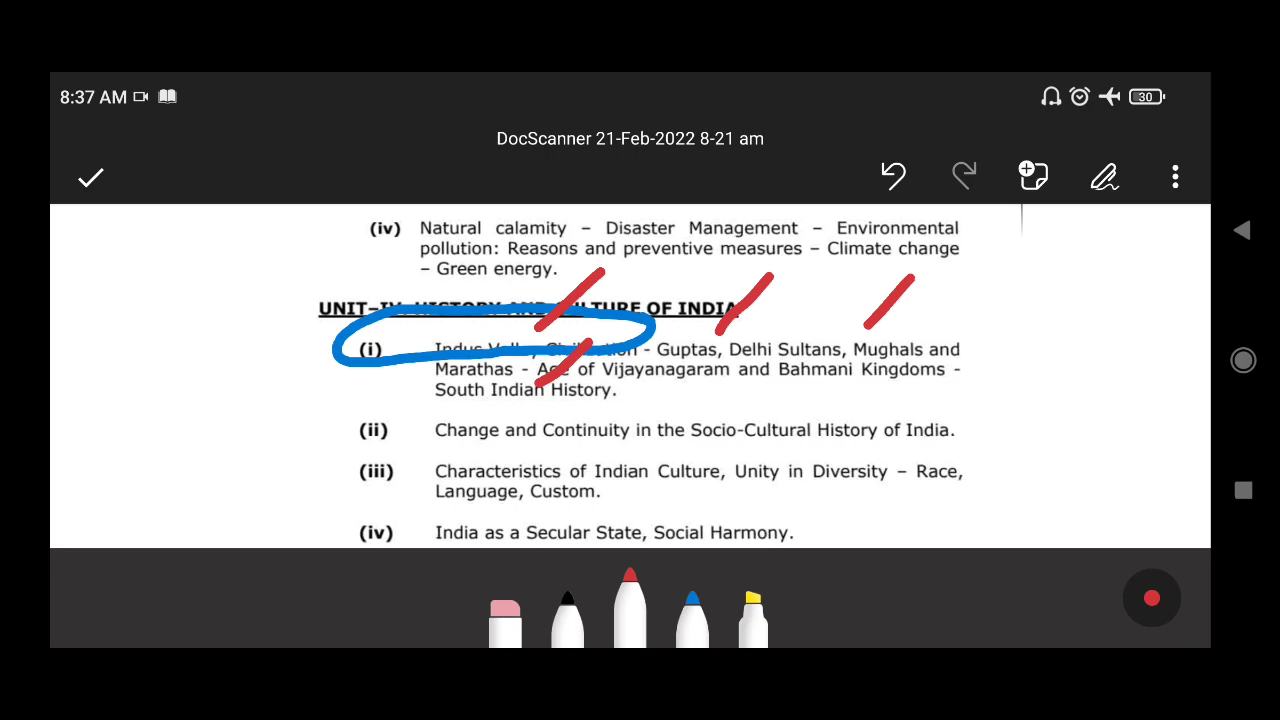 8:37 AM
30
DocScanner 21-Feb-2022 8-21 am
(iv) Natural calamity – Disaster Management – Environmental
pollution: Reasons and preventive measures – Climate change
– Green energy.
UNIT–IV: HISTORY AND CULTURE OF INDIA
(i) Indus Valley Civilisation - Guptas, Delhi Sultans, Mughals and
Marathas - Age of Vijayanagaram and Bahmani Kingdoms -
South Indian History.
(ii) Change and Continuity in the Socio-Cultural History of India.
(iii) Characteristics of Indian Culture, Unity in Diversity – Race,
Language, Custom.
(iv) India as a Secular State, Social Harmony.